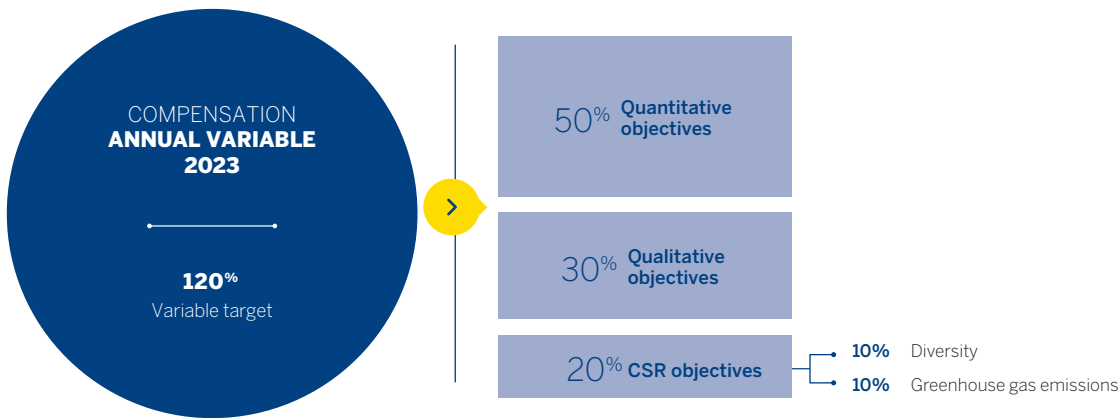 COMPENSATION
ANNUAL VARIABLE
2023
120%
Variable target
50% Quantitative
objectives
30% Qualitative
objectives
20% CSR objectives
10% Diversity
10% Greenhouse gas emissions